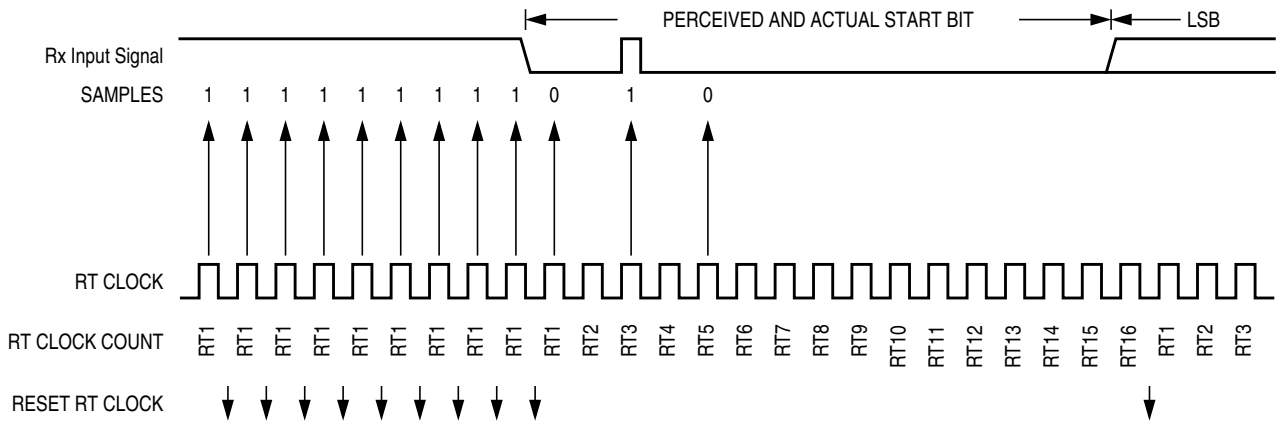 PERCEIVED AND ACTUAL START BIT LSB
Rx Input Signal
SAMPLES 1 1 1 1 1 1 1 1 1 0 1 0
RT CLOCK
RT CLOCK COUNT RT1 RT1 RT1 RT1 RT1 RT1 RT1 RT1 RT1 RT1 RT2 RT3 RT4 RT5 RT6 RT7 RT8 RT9 RT10 RT11 RT12 RT13 RT14 RT15 RT16 RT1 RT2 RT3
RESET RT CLOCK